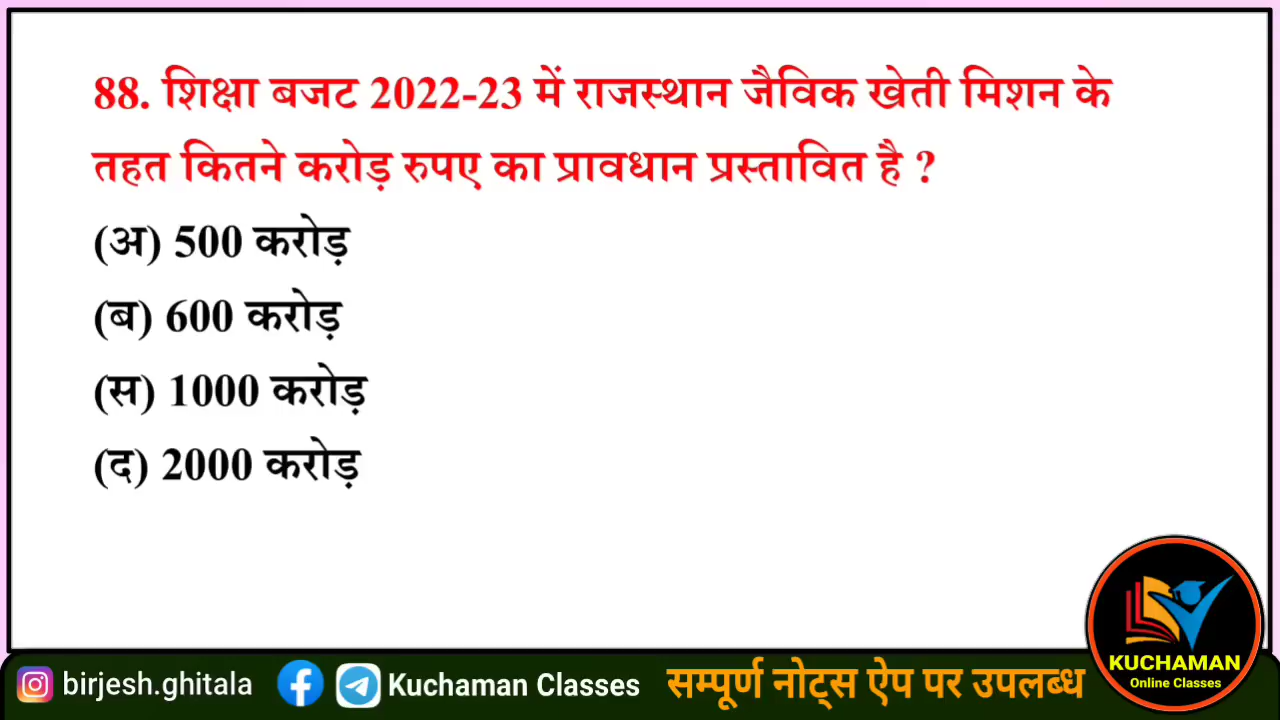 88. शिक्षा बजट 2022-23 में राजस्थान जैविक खेती मिशन के
तहत कितने करोड़ रुपए का प्रावधान प्रस्तावित है ?
(अ) 500 करोड़
(ब) 600 करोड़
(स) 1000 करोड़
(द) 2000 करोड़
birjesh.ghitala
Kuchaman Classes
सम्पूर्ण नोट्स ऐप पर उपलब्ध
KUCHAMAN
Online Classes